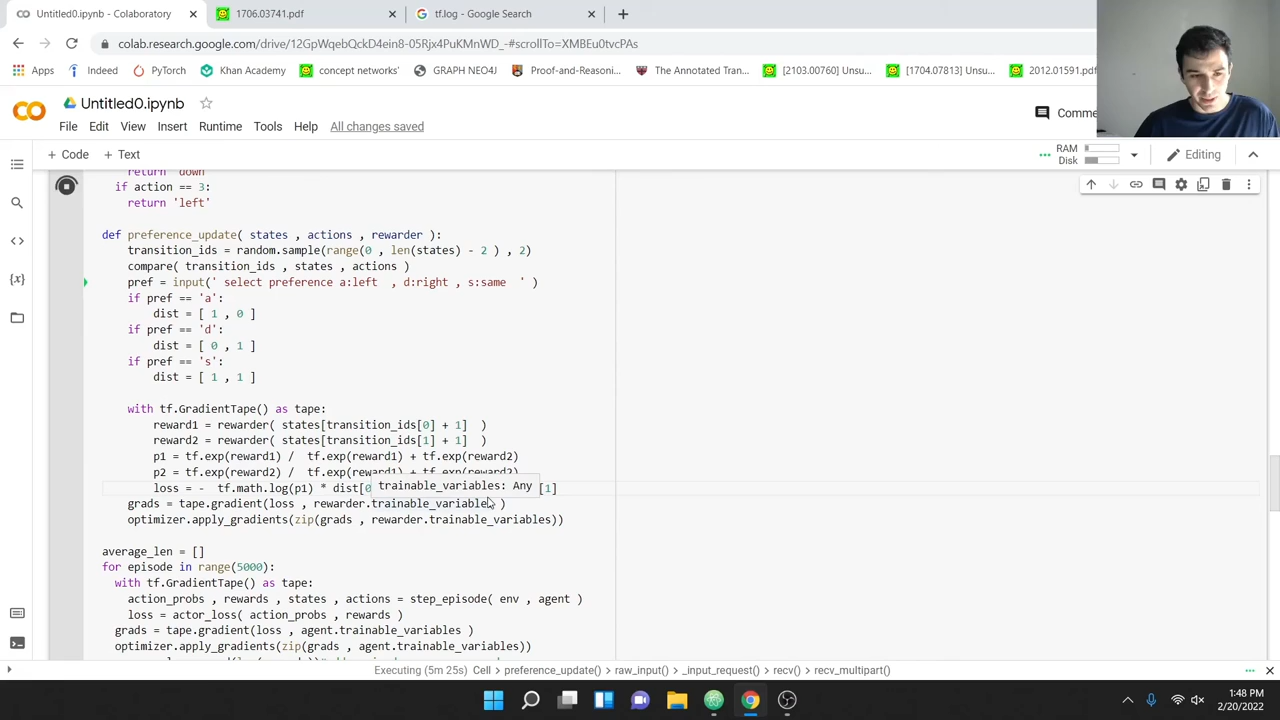 Untitled0.ipynb - Colaboratory
1706.03741.pdf
tf.log - Google Search
colab.research.google.com/drive/12GpWqebQckD4ein8-05Rjx4PuKMnWD_-#scrollTo=XMBEu0tvcPAs
Apps
Indeed
PyTorch
Khan Academy
concept networks'
GRAPH NEO4J
Proof-and-Reasoni...
The Annotated Tran...
[2103.00760] Unsu...
[1704.07813] Unsu...
2012.01591.pdf
Untitled0.ipynb
File Edit View Insert Runtime Tools Help All changes saved
Comme
+ Code + Text
RAM
Disk
Editing
return 'down'
if action == 3:
return 'left'
def preference_update( states , actions , rewarder ):
transition_ids = random.sample(range(0 , len(states) - 2 ) , 2)
compare( transition_ids , states , actions )
pref = input(' select preference a:left , d:right , s:same ' )
if pref == 'a':
dist = [ 1 , 0 ]
if pref == 'd':
dist = [ 0 , 1 ]
if pref == 's':
dist = [ 1 , 1 ]
with tf.GradientTape() as tape:
reward1 = rewarder( states[transition_ids[0] + 1] )
reward2 = rewarder( states[transition_ids[1] + 1] )
p1 = tf.exp(reward1) / tf.exp(reward1) + tf.exp(reward2)
p2 = tf.exp(reward2) / tf.exp(reward1) + tf.exp(reward2)
trainable_variables: Any
loss = - tf.math.log(p1) * dist[0 [1]
grads = tape.gradient(loss , rewarder.trainable_variables )
optimizer.apply_gradients(zip(grads , rewarder.trainable_variables))
average_len = []
for episode in range(5000):
with tf.GradientTape() as tape:
action_probs , rewards , states , actions = step_episode( env , agent )
loss = actor_loss( action_probs , rewards )
grads = tape.gradient(loss , agent.trainable_variables )
optimizer.apply_gradients(zip(grads , agent.trainable_variables))
Executing (5m 25s) Cell > preference_update() > raw_input() > _input_request() > recv() > recv_multipart()
1:48 PM
2/20/2022